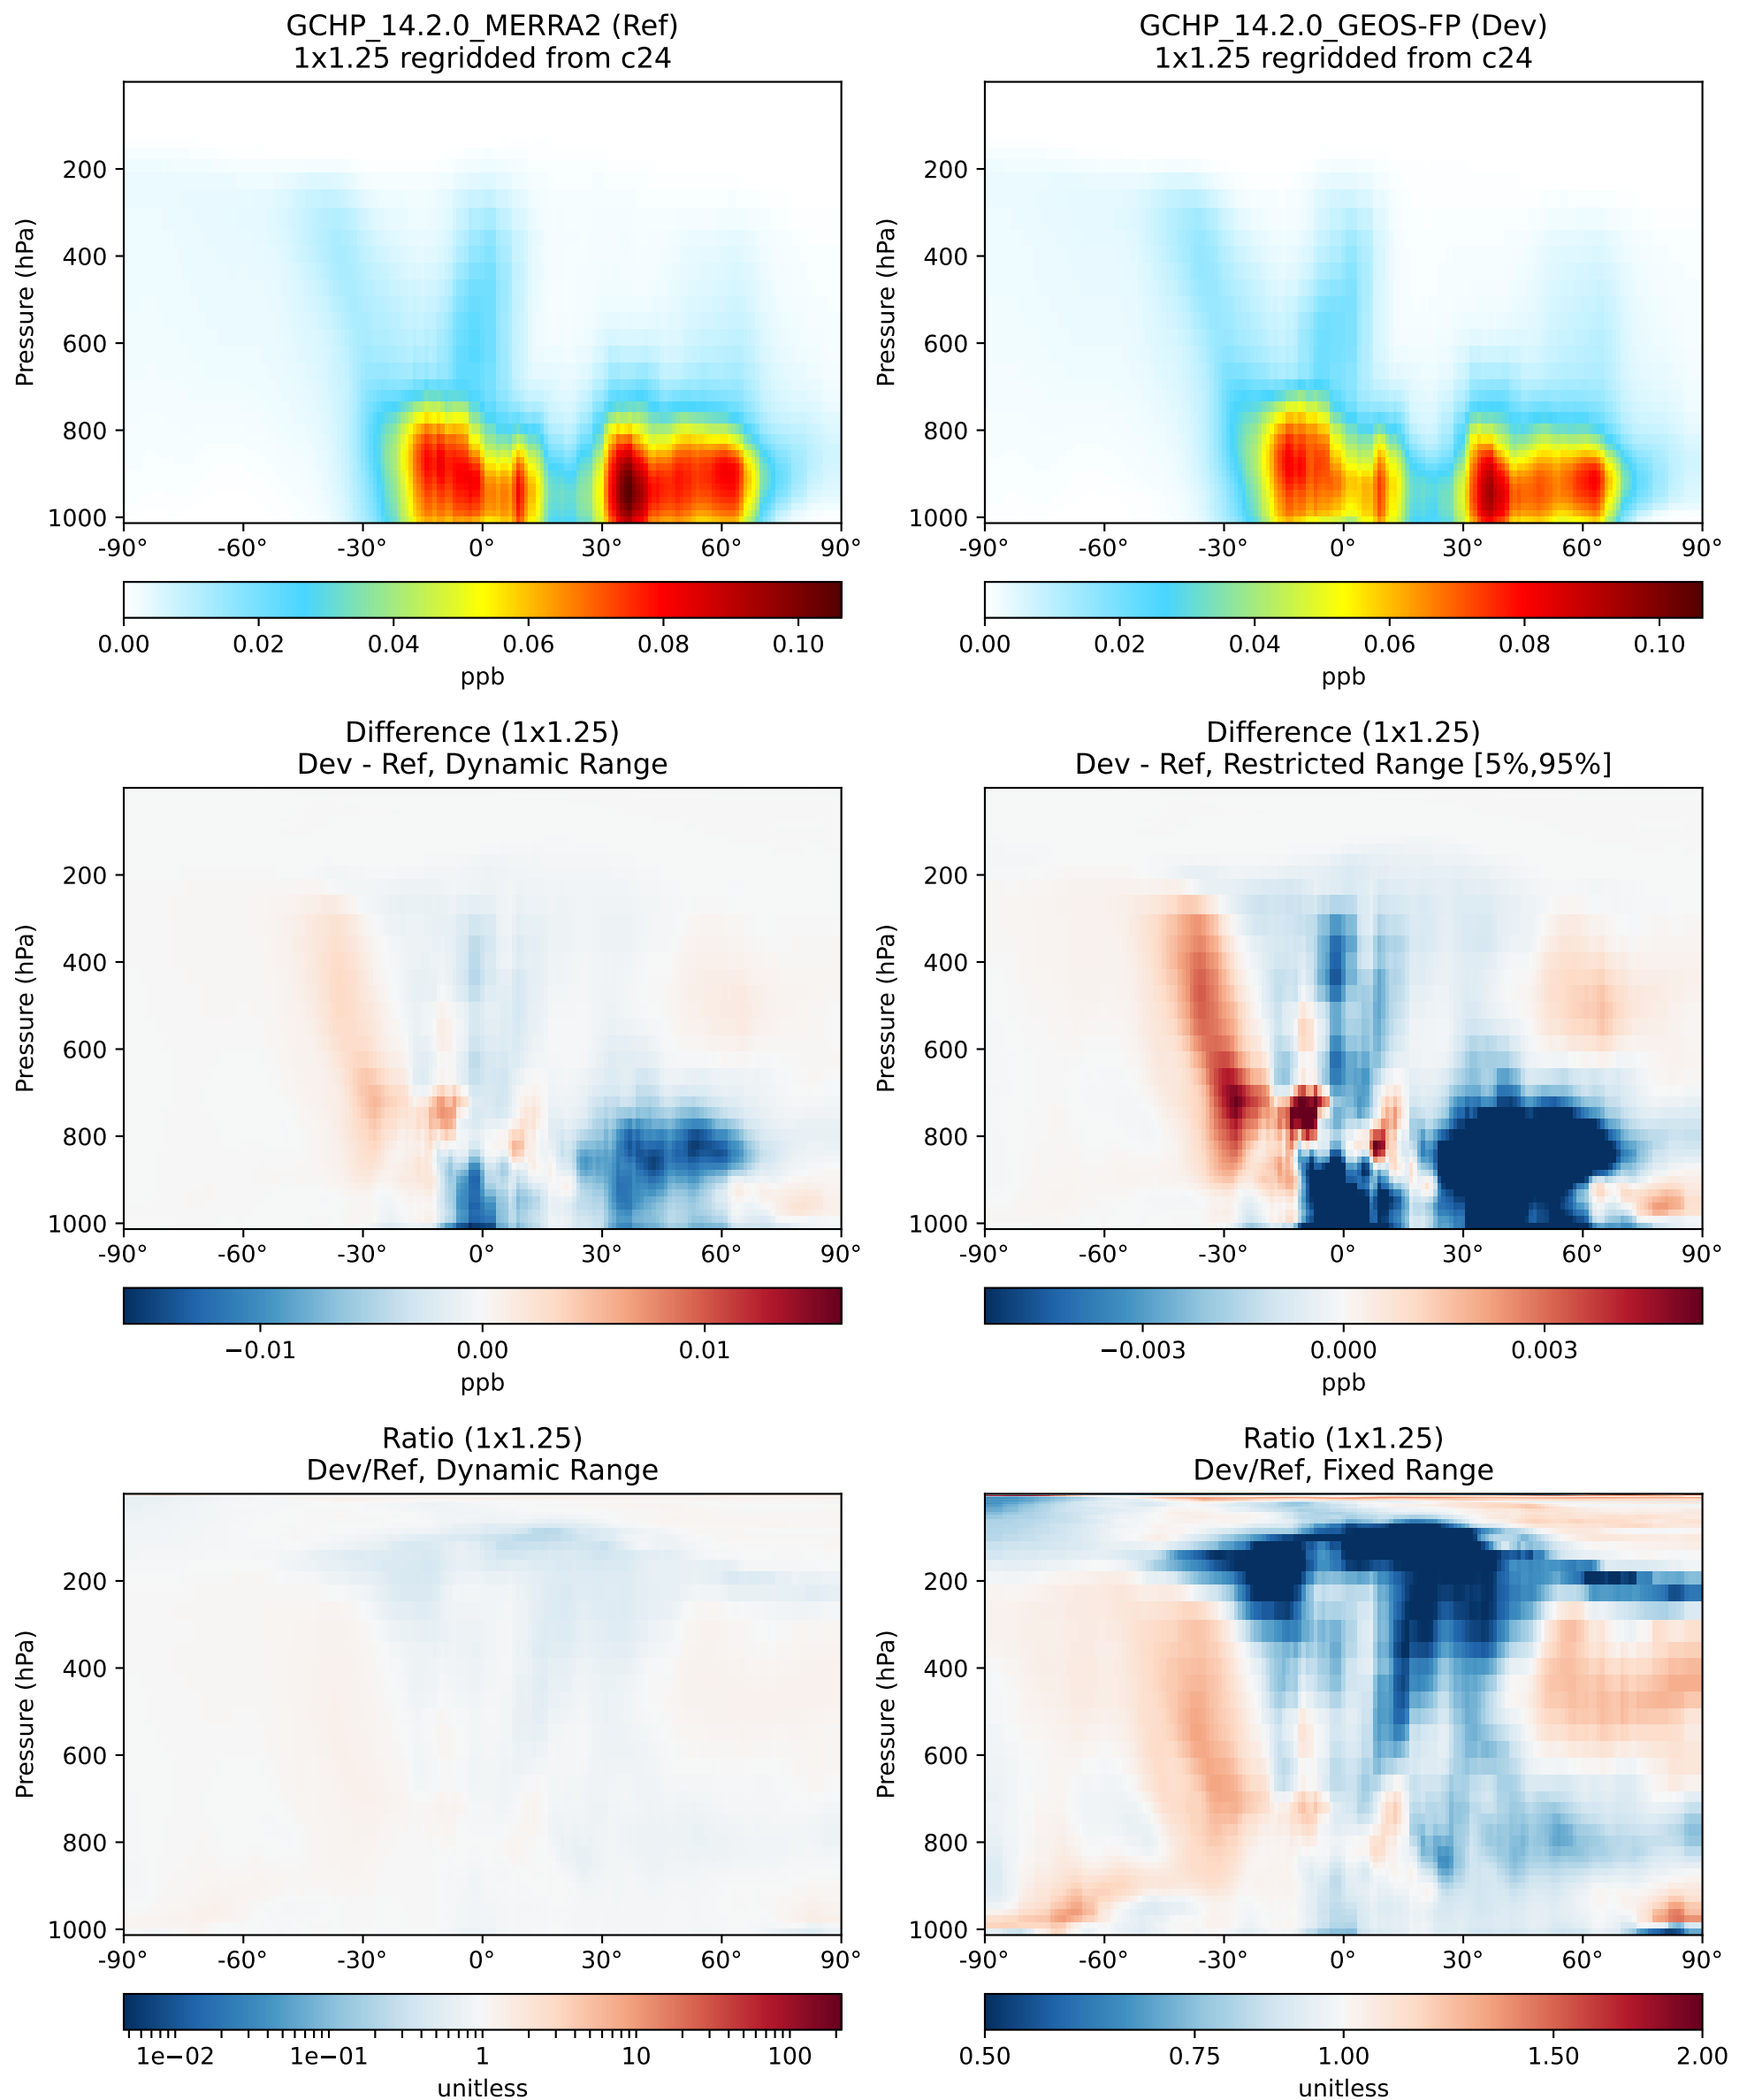 GCHP_14.2.0_MERRA2 (Ref)
1x1.25 regridded from c24
Pressure (hPa)
200
400
600
800
1000
-90° -60° -30° 0° 30° 60° 90°
0.00 0.02 0.04 0.06 0.08 0.10
ppb
GCHP_14.2.0_GEOS-FP (Dev)
1x1.25 regridded from c24
Pressure (hPa)
200
400
600
800
1000
-90° -60° -30° 0° 30° 60° 90°
0.00 0.02 0.04 0.06 0.08 0.10
ppb
Difference (1x1.25)
Dev - Ref, Dynamic Range
Pressure (hPa)
200
400
600
800
1000
-90° -60° -30° 0° 30° 60° 90°
−0.01 0.00 0.01
ppb
Difference (1x1.25)
Dev - Ref, Restricted Range [5%,95%]
Pressure (hPa)
200
400
600
800
1000
-90° -60° -30° 0° 30° 60° 90°
−0.003 0.000 0.003
ppb
Ratio (1x1.25)
Dev/Ref, Dynamic Range
Pressure (hPa)
200
400
600
800
1000
-90° -60° -30° 0° 30° 60° 90°
1e−02 1e−01 1 10 100
unitless
Ratio (1x1.25)
Dev/Ref, Fixed Range
Pressure (hPa)
200
400
600
800
1000
-90° -60° -30° 0° 30° 60° 90°
0.50 0.75 1.00 1.50 2.00
unitless